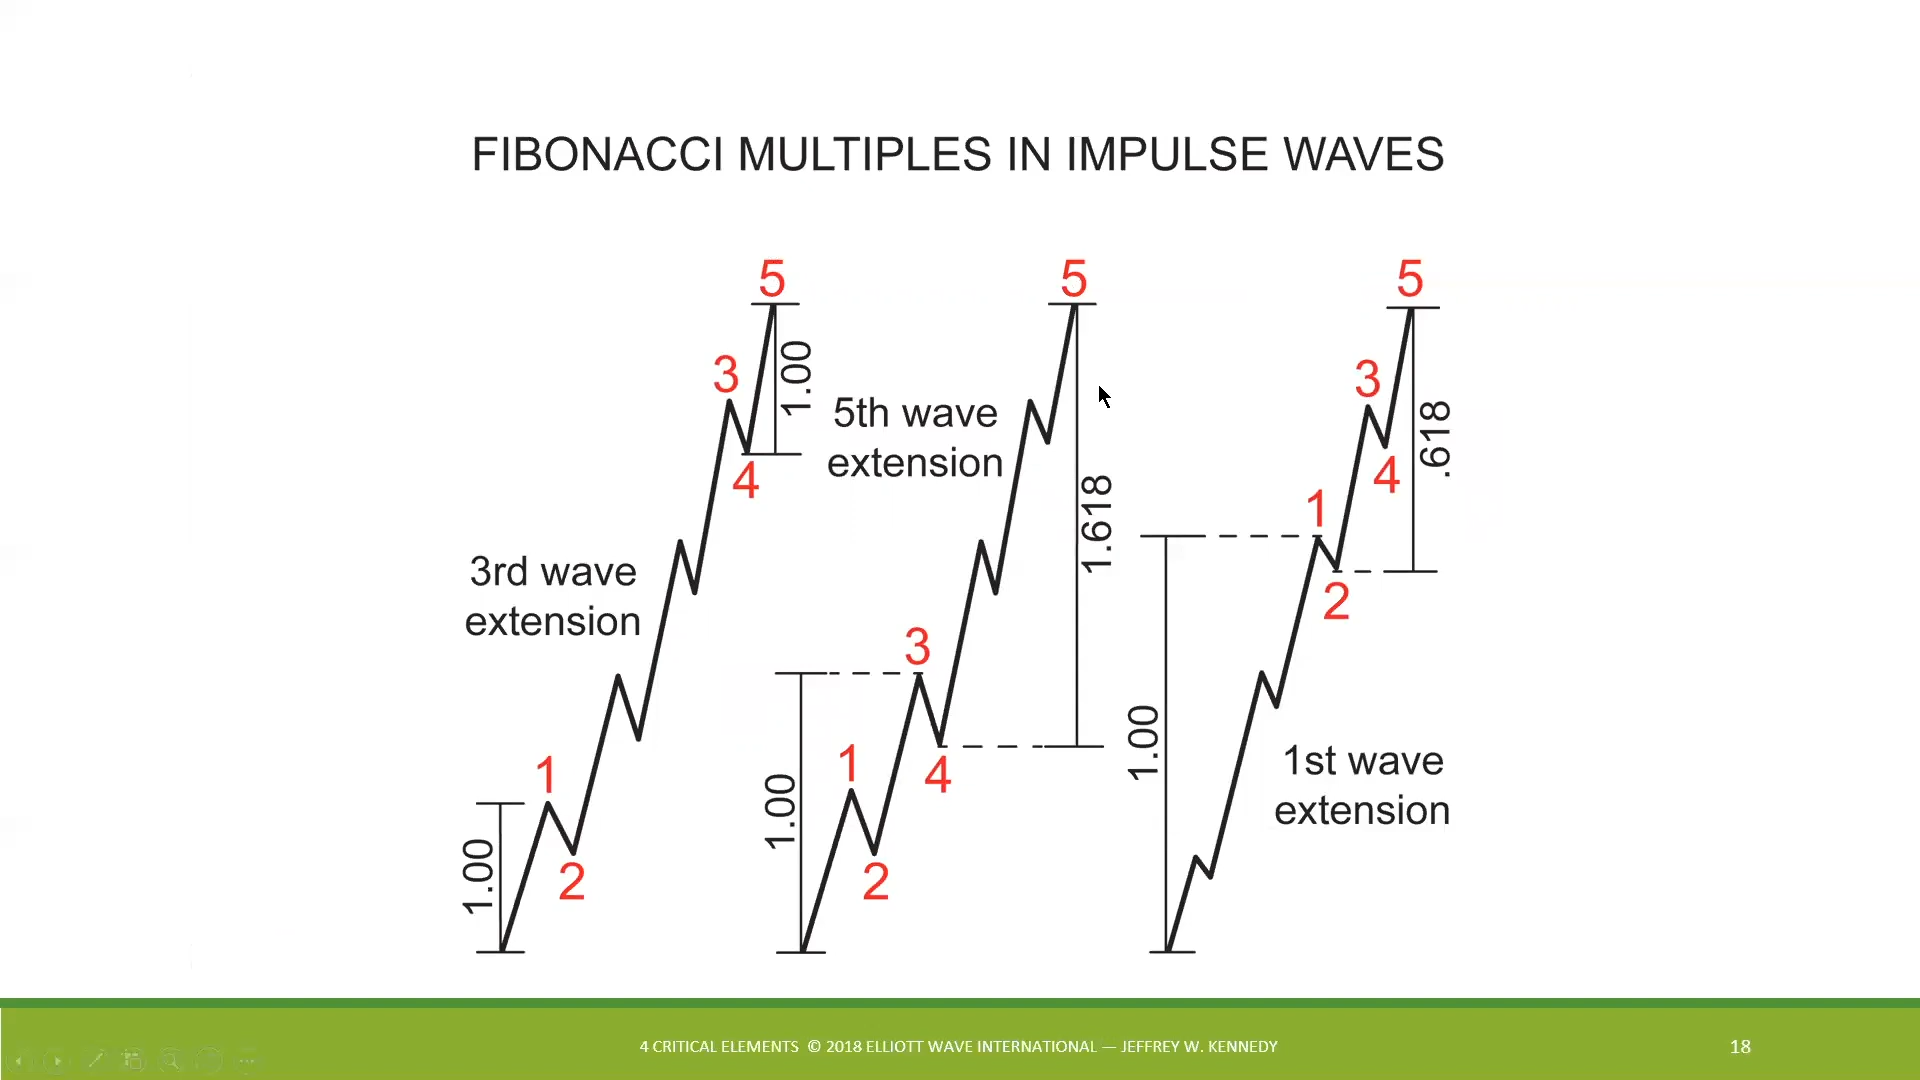 FIBONACCI MULTIPLES IN IMPULSE WAVES
5
3
1.00
4
3rd wave
extension
1
2
1.00
5th wave
extension
5
1.618
3
4
1
2
1.00
5
3
.618
4
1
2
1.00
1st wave
extension
4 CRITICAL ELEMENTS © 2018 ELLIOTT WAVE INTERNATIONAL — JEFFREY W. KENNEDY
18